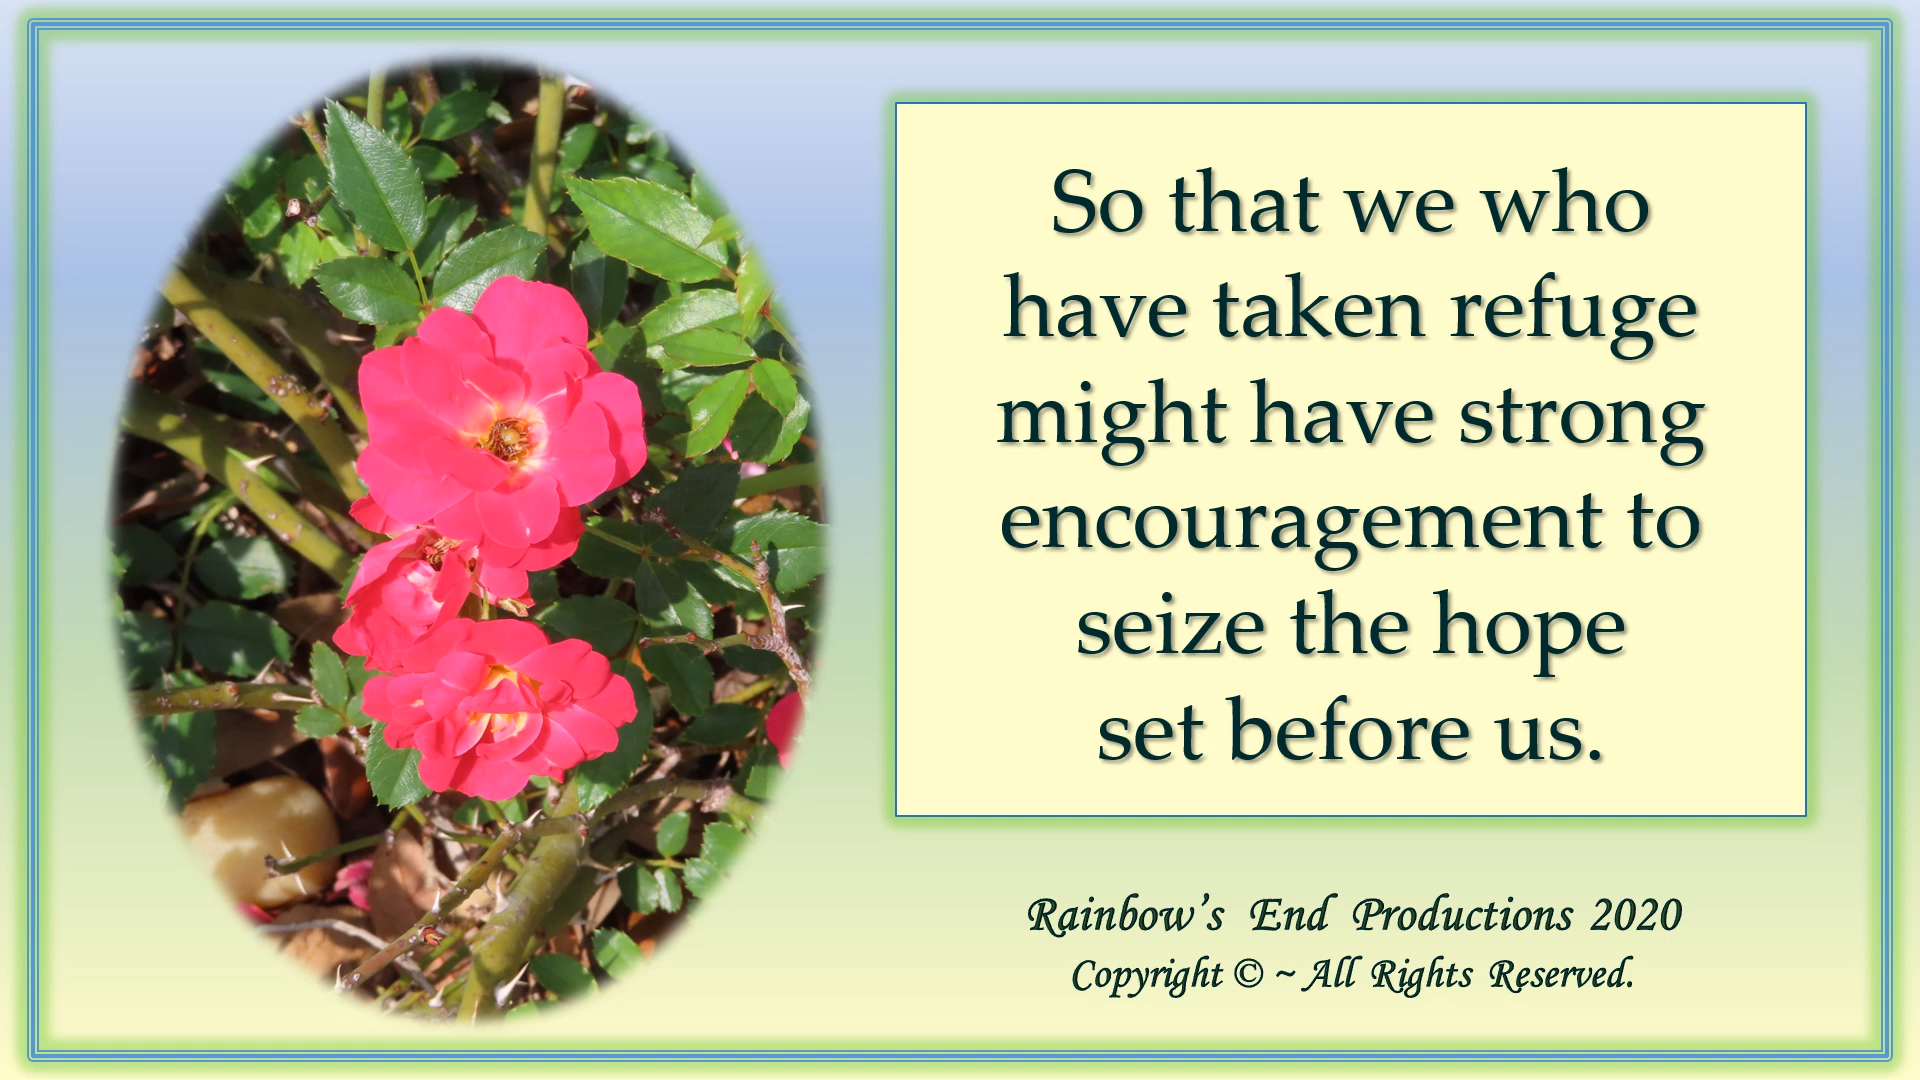 So that we who
have taken refuge
might have strong
encouragement to
seize the hope
set before us.
Rainbow’s End Productions 2020
Copyright © ~ All Rights Reserved.